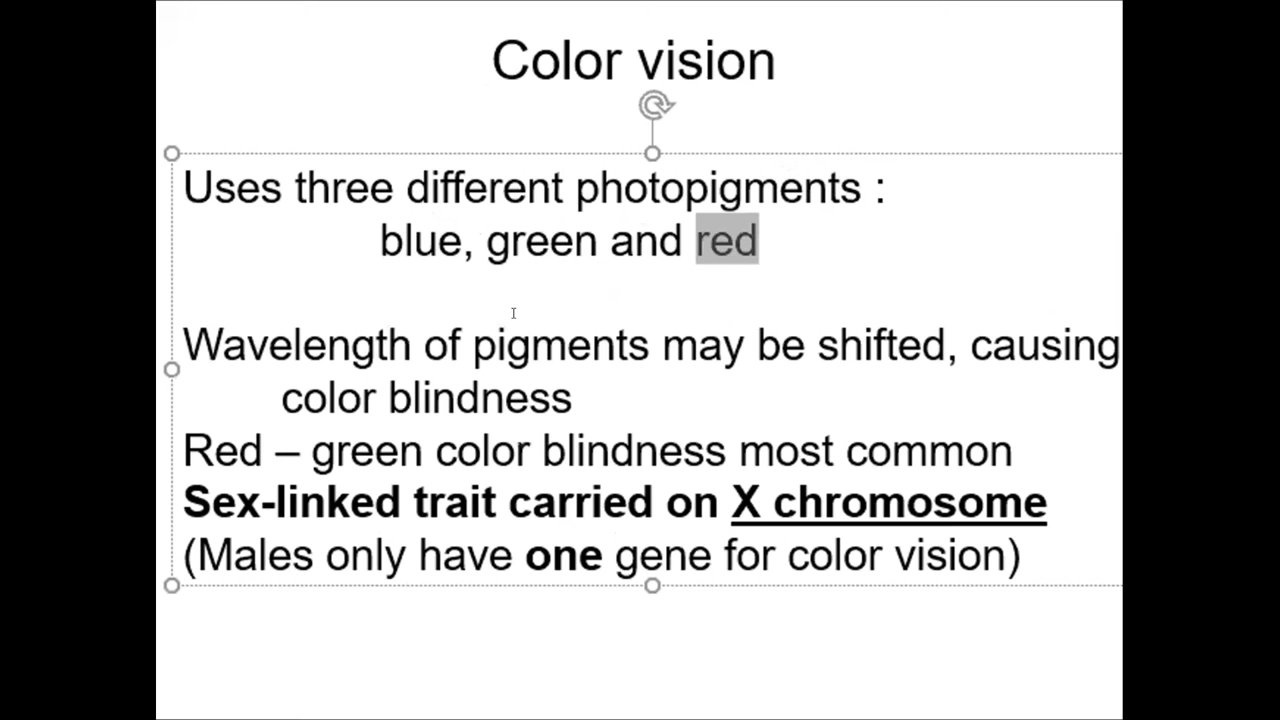 Color vision
Uses three different photopigments :
blue, green and red
Wavelength of pigments may be shifted, causing
color blindness
Red – green color blindness most common
Sex-linked trait carried on X chromosome
(Males only have one gene for color vision)